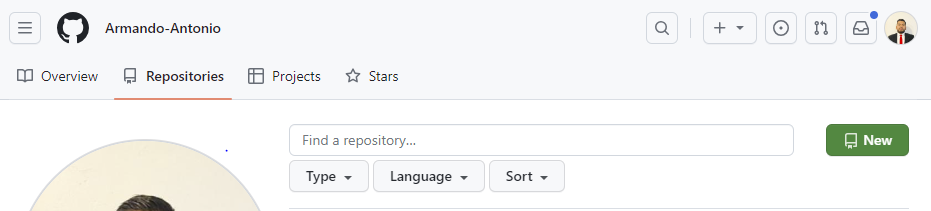 Armando-Antonio
Overview Repositories Projects Stars
Find a repository... New
Type Language Sort